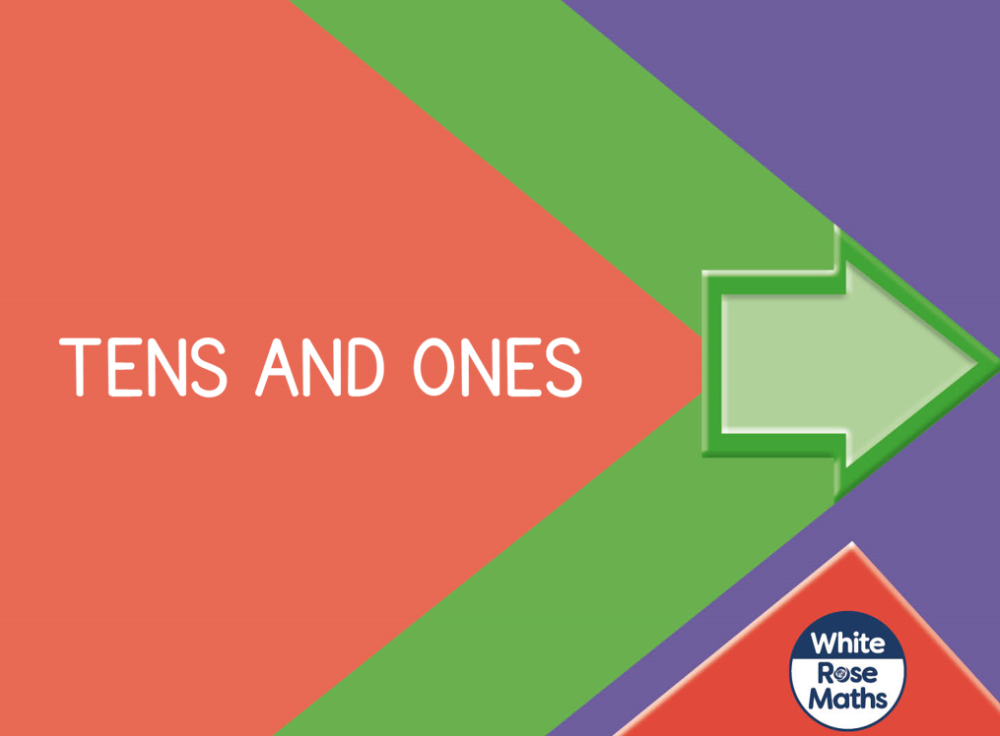 TENS AND ONES
White
Rose
Maths